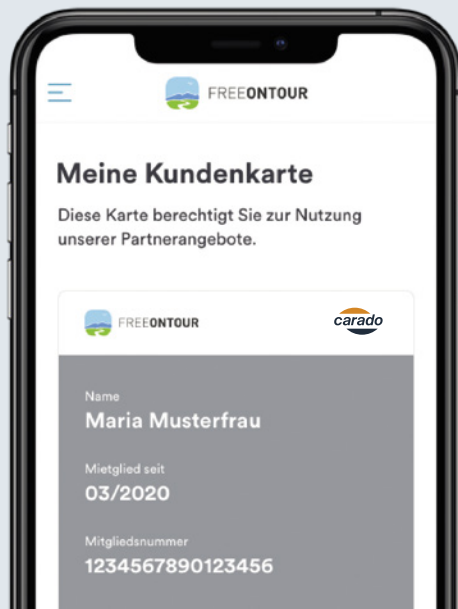 FREEONTOUR
Meine Kundenkarte
Diese Karte berechtigt Sie zur Nutzung
unserer Partnerangebote.
FREEONTOUR
carado
Name
Maria Musterfrau
Mietglied seit
03/2020
Mitgliedsnummer
1234567890123456